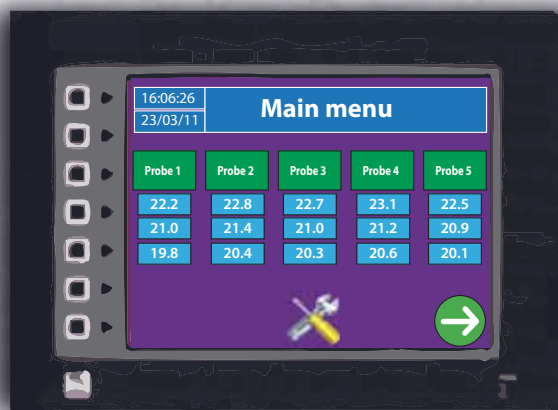 16:06:26
Main menu
23/03/11
Probe 1 Probe 2 Probe 3 Probe 4 Probe 5
22.2 22.8 22.7 23.1 22.5
21.0 21.4 21.0 21.2 20.9
19.8 20.4 20.3 20.6 20.1